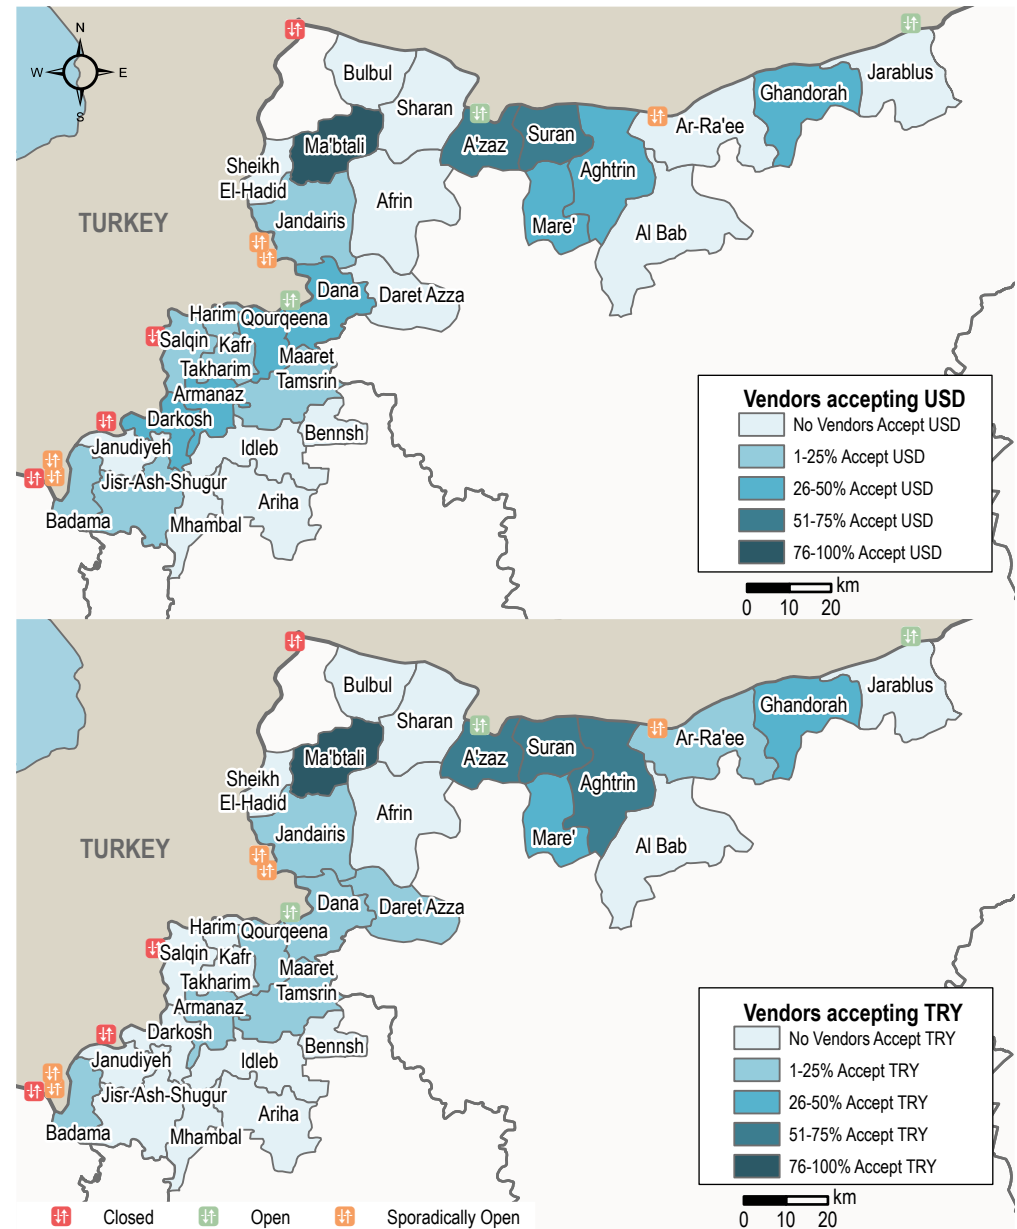 N
W E
S
Bulbul
Jarablus
Ghandorah
Sharan
Ar-Ra'ee
Suran
Ma'btali
A'zaz
Sheikh
El-Hadid
Aghtrin
Afrin
TURKEY
Jandairis
Mare'
Al Bab
Dana
Daret Azza
Harim
Qourqeena
Salqin
Kafr
Takharim
Maaret
Tamsrin
Armanaz
Darkosh
Bennsh
Janudiyeh
Idleb
Jisr-Ash-Shugur
Ariha
Badama
Mhambal
Vendors accepting USD
No Vendors Accept USD
1-25% Accept USD
26-50% Accept USD
51-75% Accept USD
76-100% Accept USD
km
0 10 20
Bulbul
Jarablus
Ghandorah
Sharan
Ar-Ra'ee
Suran
Ma'btali
A'zaz
Sheikh
El-Hadid
Aghtrin
Afrin
Jandairis
Mare'
Al Bab
TURKEY
Dana
Daret Azza
Harim
Qourqeena
Salqin
Kafr
Takharim
Maaret
Tamsrin
Armanaz
Darkosh
Bennsh
Janudiyeh
Idleb
Jisr-Ash-Shugur
Ariha
Badama
Mhambal
Vendors accepting TRY
No Vendors Accept TRY
1-25% Accept TRY
26-50% Accept TRY
51-75% Accept TRY
76-100% Accept TRY
km
0 10 20
Closed Open Sporadically Open